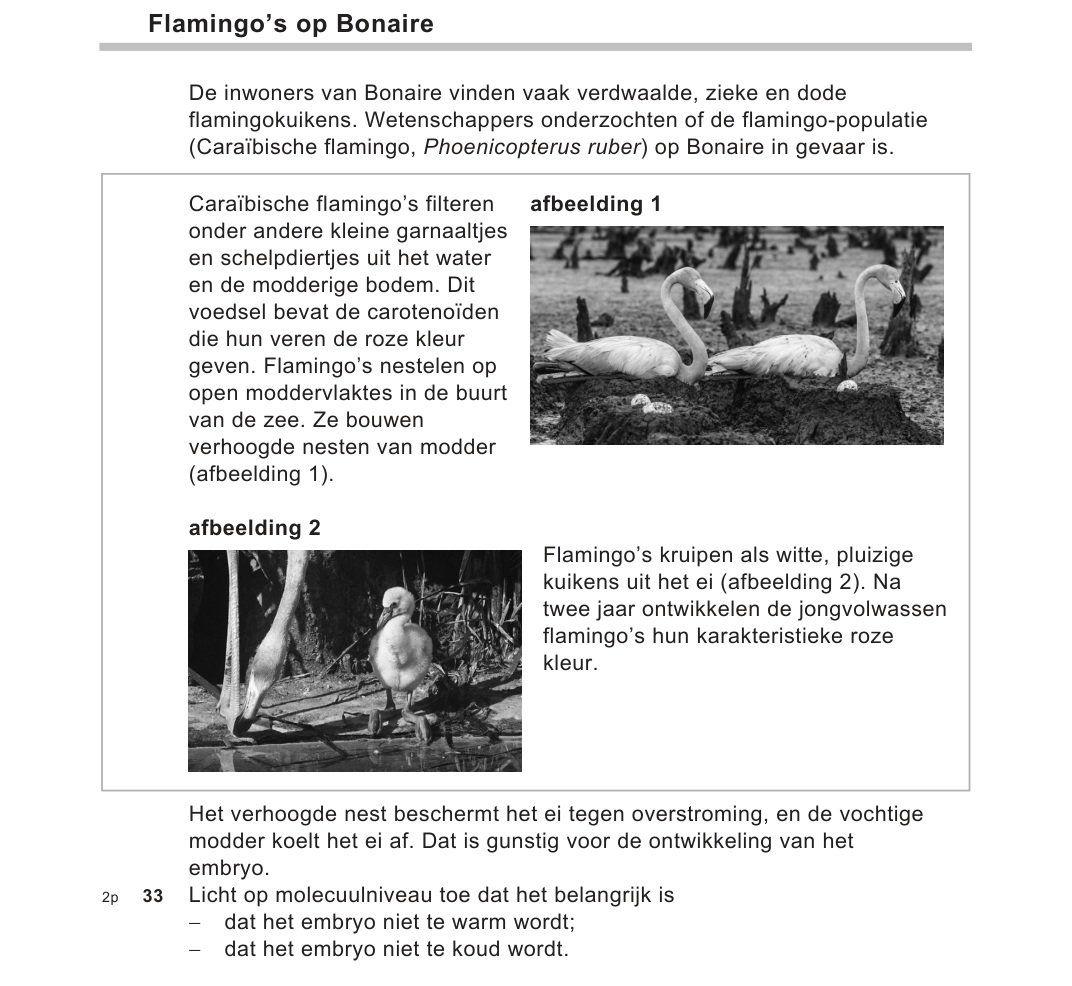 Flamingo’s op Bonaire
De inwoners van Bonaire vinden vaak verdwaalde, zieke en dode
flamingokuikens. Wetenschappers onderzochten of de flamingo-populatie
(Caraïbische flamingo, Phoenicopterus ruber) op Bonaire in gevaar is.
Caraïbische flamingo’s filteren
onder andere kleine garnaaltjes
en schelpdiertjes uit het water
en de modderige bodem. Dit
voedsel bevat de carotenoïden
die hun veren de roze kleur
geven. Flamingo’s nestelen op
open moddervlaktes in de buurt
van de zee. Ze bouwen
verhoogde nesten van modder
(afbeelding 1).
afbeelding 1
afbeelding 2
Flamingo’s kruipen als witte, pluizige
kuikens uit het ei (afbeelding 2). Na
twee jaar ontwikkelen de jongvolwassen
flamingo’s hun karakteristieke roze
kleur.
Het verhoogde nest beschermt het ei tegen overstroming, en de vochtige
modder koelt het ei af. Dat is gunstig voor de ontwikkeling van het
embryo.
2p 33 Licht op molecuulniveau toe dat het belangrijk is
– dat het embryo niet te warm wordt;
– dat het embryo niet te koud wordt.